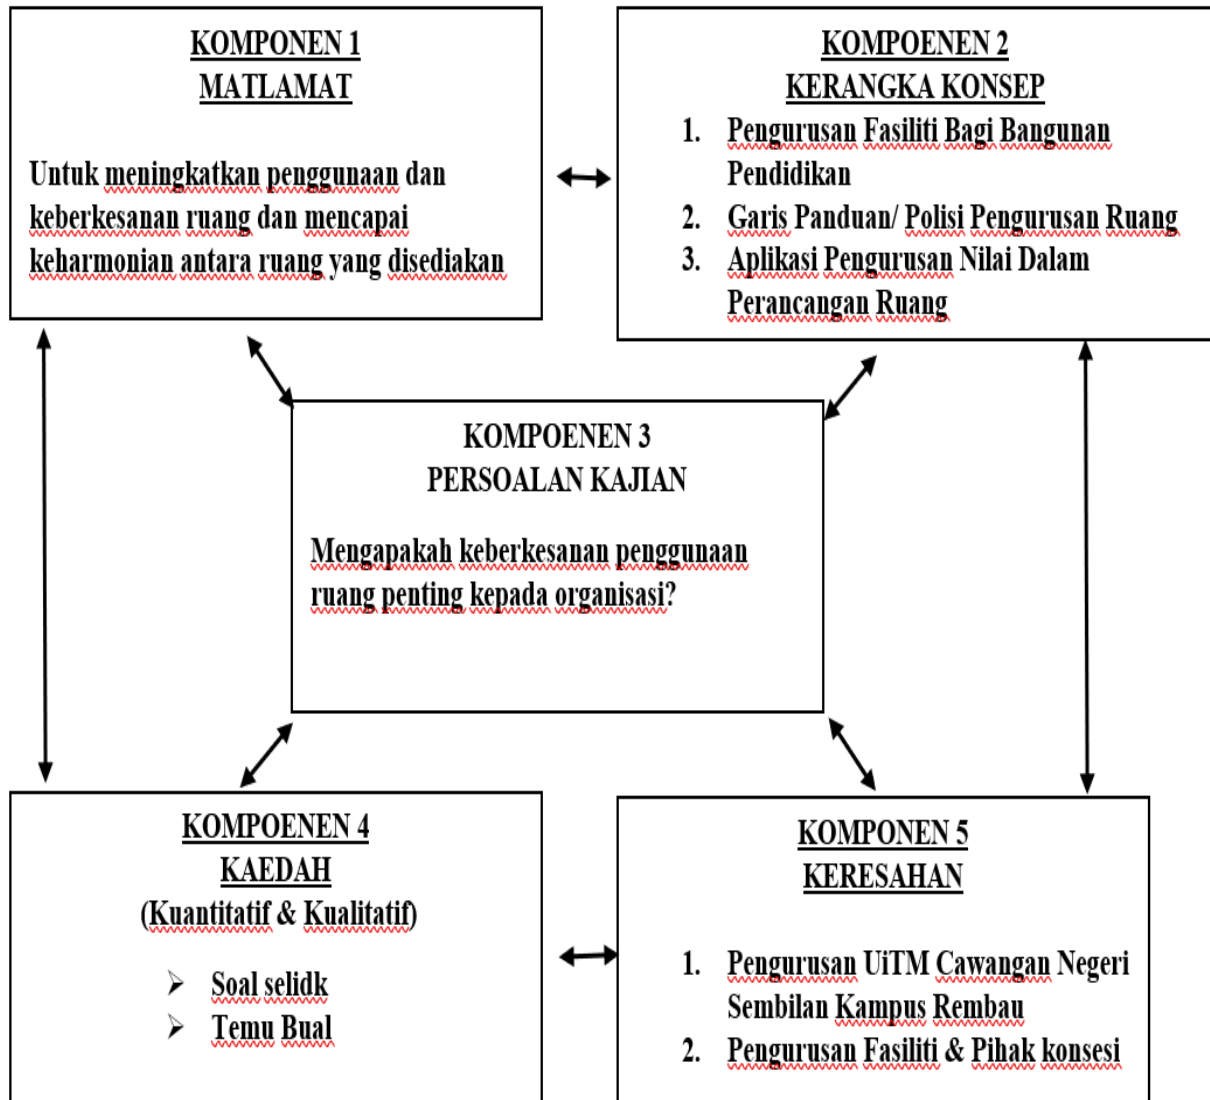 KOMPONEN 1
MATLAMAT
Untuk meningkatkan penggunaan dan
keberkesanan ruang dan mencapai
keharmonian antara ruang yang disediakan
KOMPOENEN 2
KERANGKA KONSEP
1. Pengurusan Fasiliti Bagi Bangunan
Pendidikan
2. Garis Panduan/ Polisi Pengurusan Ruang
3. Aplikasi Pengurusan Nilai Dalam
Perancangan Ruang
KOMPOENEN 3
PERSOALAN KAJIAN
Mengapakah keberkesanan penggunaan
ruang penting kepada organisasi?
KOMPOENEN 4
KAEDAH
(Kuantitatif & Kualitatif)
➢ Soal selidk
➢ Temu Bual
KOMPONEN 5
KERESAHAN
1. Pengurusan UiTM Cawangan Negeri
Sembilan Kampus Rembau
2. Pengurusan Fasiliti & Pihak konsesi